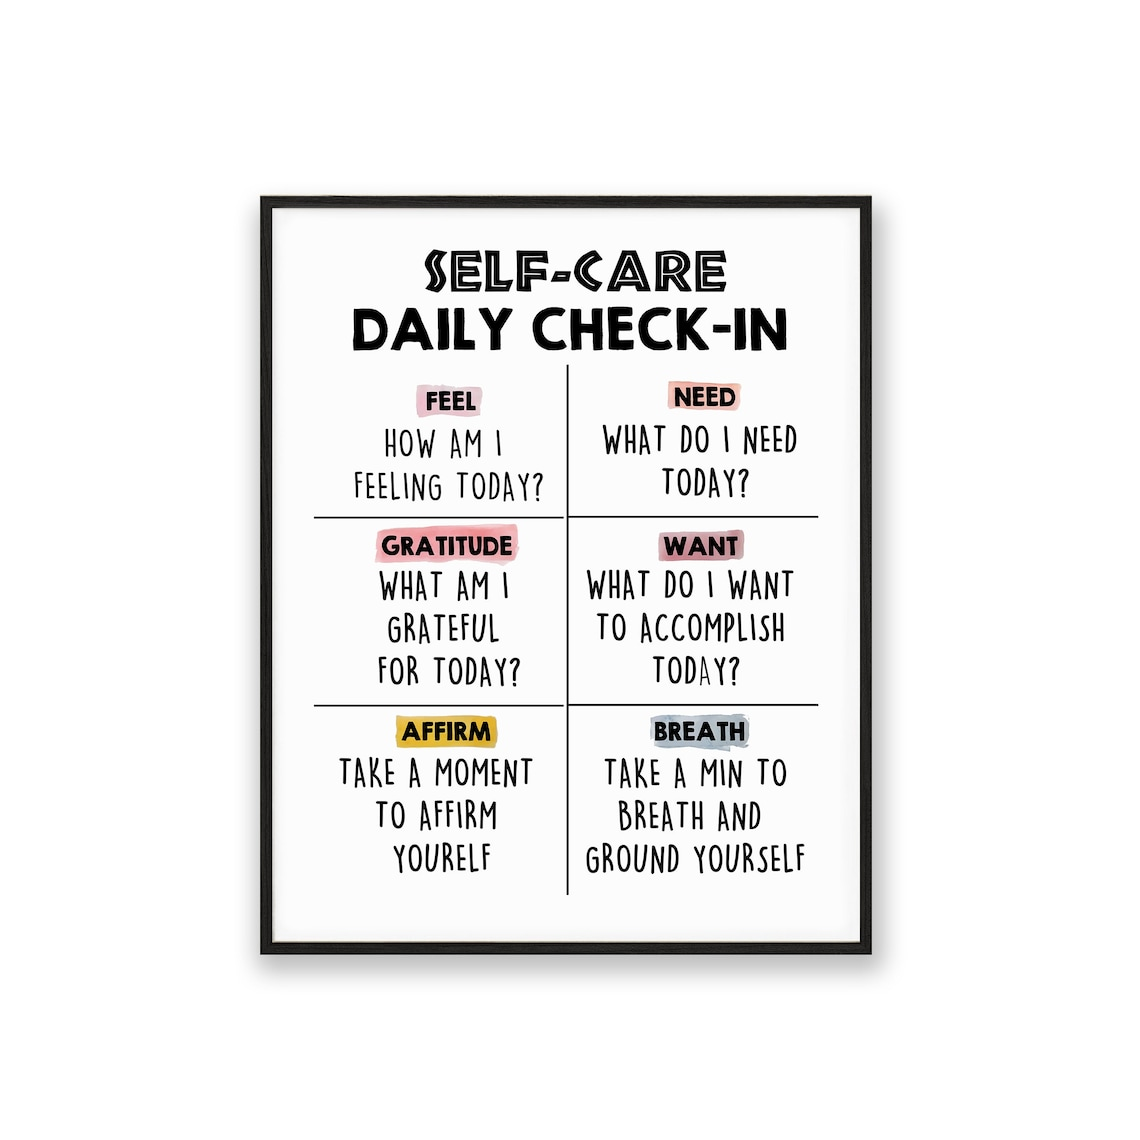 SELF-CARE
DAILY CHECK-IN
FEEL
HOW AM I
FEELING TODAY?
NEED
WHAT DO I NEED
TODAY?
GRATITUDE
WHAT AM I
GRATEFUL
FOR TODAY?
WANT
WHAT DO I WANT
TO ACCOMPLISH
TODAY?
AFFIRM
TAKE A MOMENT
TO AFFIRM
YOURELF
BREATH
TAKE A MIN TO
BREATH AND
GROUND YOURSELF